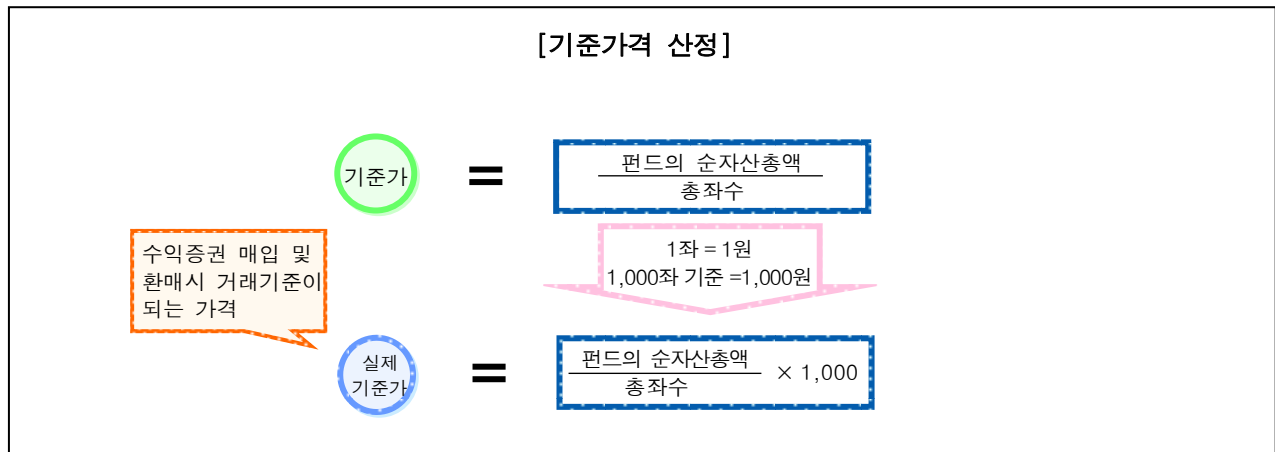 [기준가격 산정]
기준가
=
펀드의 순자산총액
총좌수
1좌 = 1원
1,000좌 기준 =1,000원
수익증권 매입 및
환매시 거래기준이
되는 가격
실제
기준가
=
펀드의 순자산총액
총좌수
× 1,000